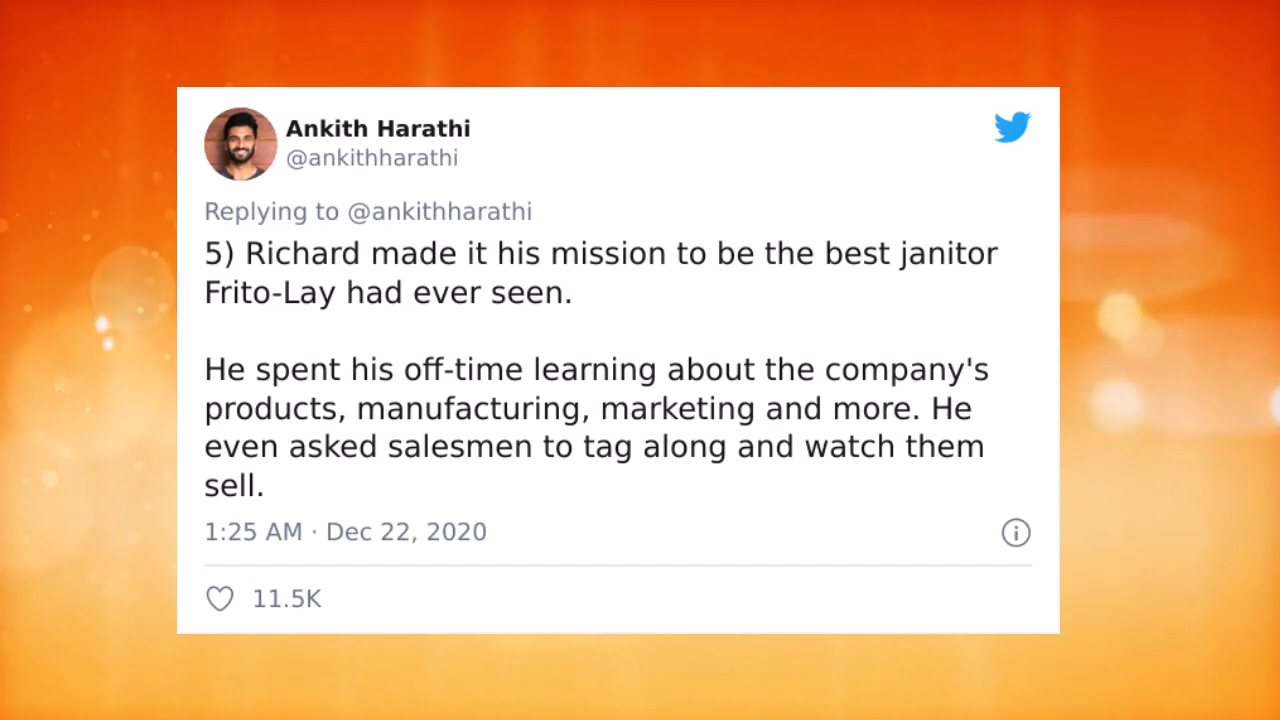 Ankith Harathi
@ankithharathi
Replying to @ankithharathi
5) Richard made it his mission to be the best janitor
Frito-Lay had ever seen.
He spent his off-time learning about the company's
products, manufacturing, marketing and more. He
even asked salesmen to tag along and watch them
sell.
1:25 AM · Dec 22, 2020
11.5K